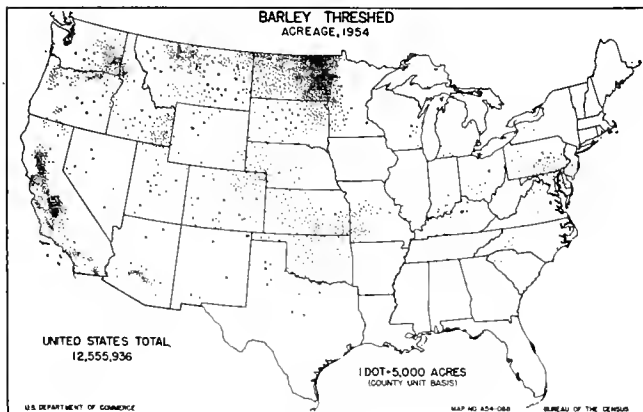 BARLEY THRESHED
ACREAGE, 1954
UNITED STATES TOTAL
12,555,936
1 DOT=5,000 ACRES
(COUNTY UNIT BASIS)
U.S. DEPARTMENT OF COMMERCE
MAP NO. A54-088
BUREAU OF THE CENSUS